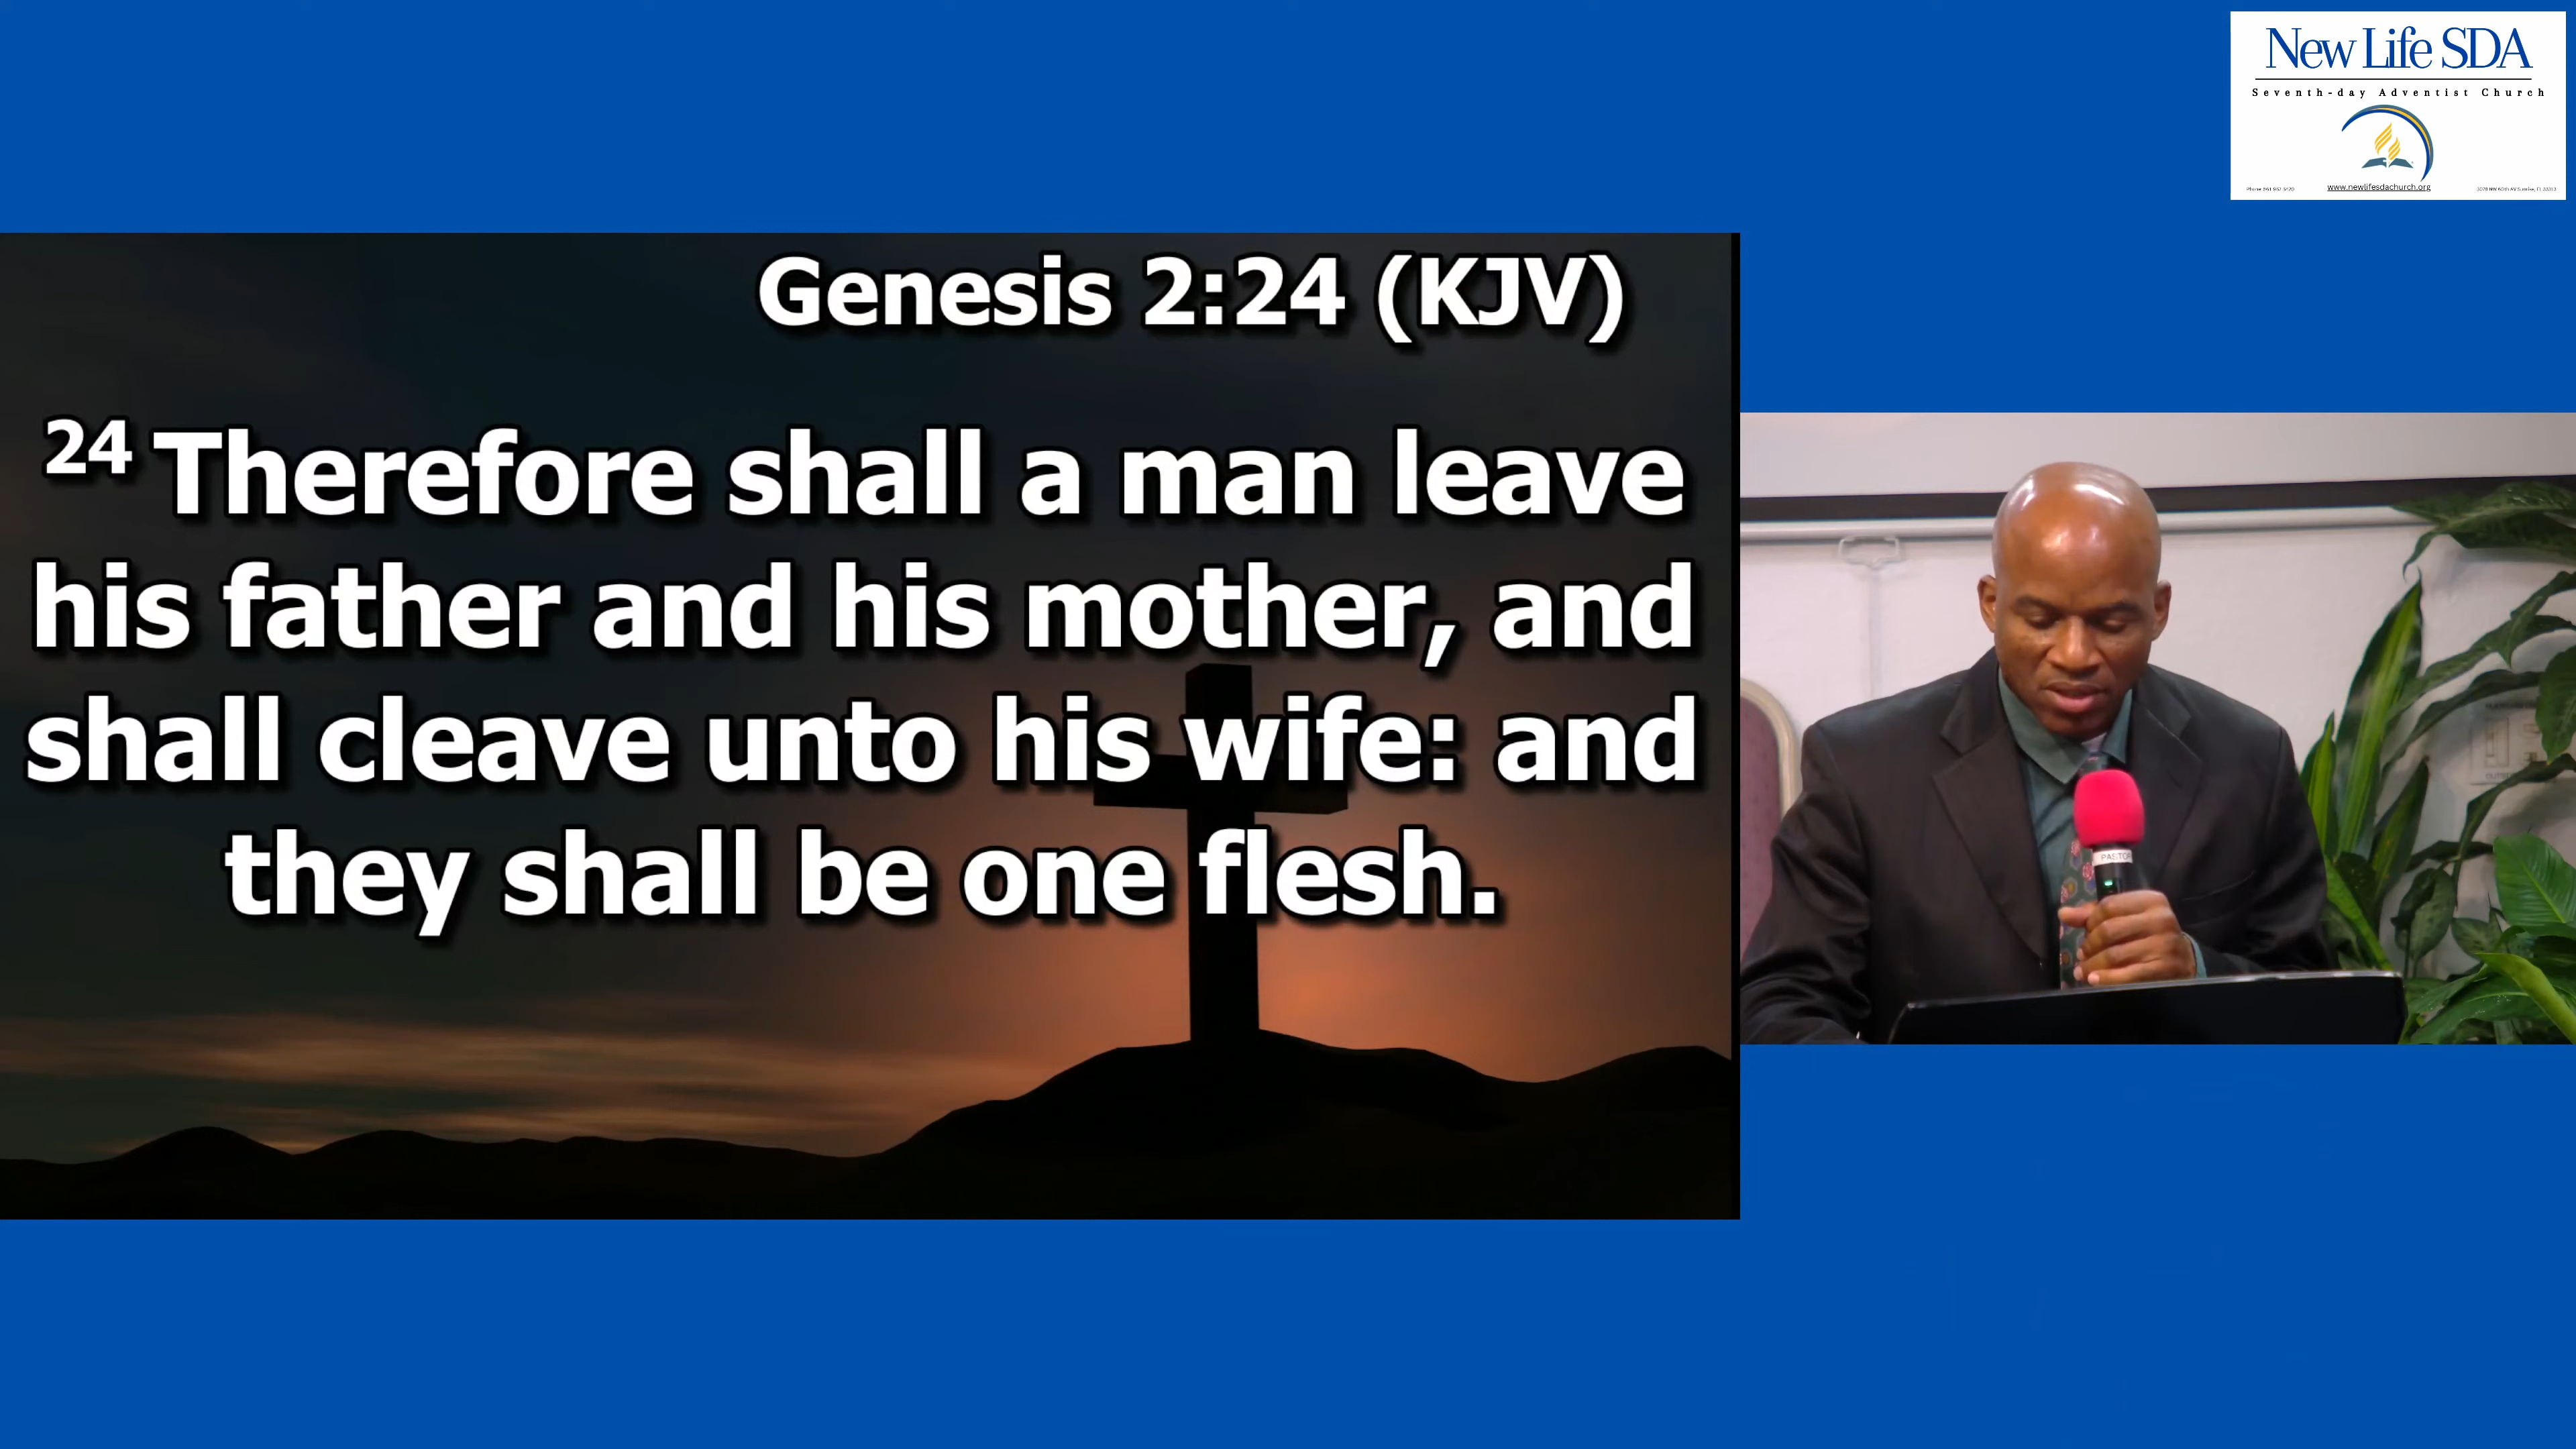 New Life SDA
Seventh-day Adventist Church
www.newlifesdachurch.org
Genesis 2:24 (KJV)
24 Therefore shall a man leave
his father and his mother, and
shall cleave unto his wife: and
they shall be one flesh.
PASTOR